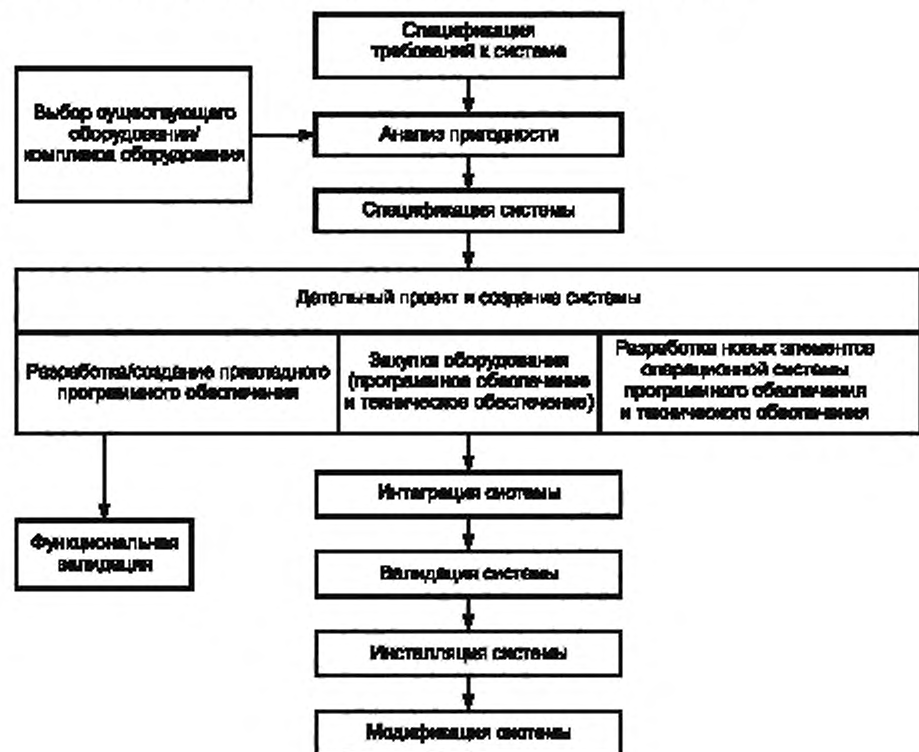 Спецификация
требований к системе
Выбор существующего
оборудования/
комплекса оборудования
Анализ пригодности
Спецификация системы
Детальный проект и создание системы
Разработка/создание прикладного
программного обеспечения
Закупка оборудования
(программное обеспечение
и техническое обеспечение)
Разработка новых элементов
операционной системы
программного обеспечения
и технического обеспечения
Интеграция системы
Функциональная
валидация
Валидация системы
Инсталляция системы
Модификация системы